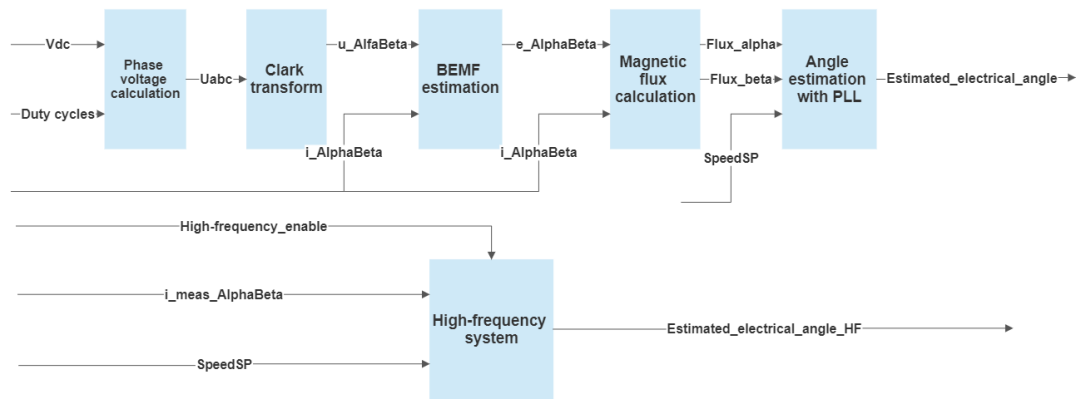 Vdc
Duty cycles
Phase
voltage
calculation
Uabc
Clark
transform
u_AlfaBeta
i_AlphaBeta
BEMF
estimation
e_AlphaBeta
i_AlphaBeta
Magnetic
flux
calculation
Flux_alpha
Flux_beta
SpeedSP
Angle
estimation
with PLL
Estimated_electrical_angle
High-frequency_enable
i_meas_AlphaBeta
SpeedSP
High-frequency
system
Estimated_electrical_angle_HF